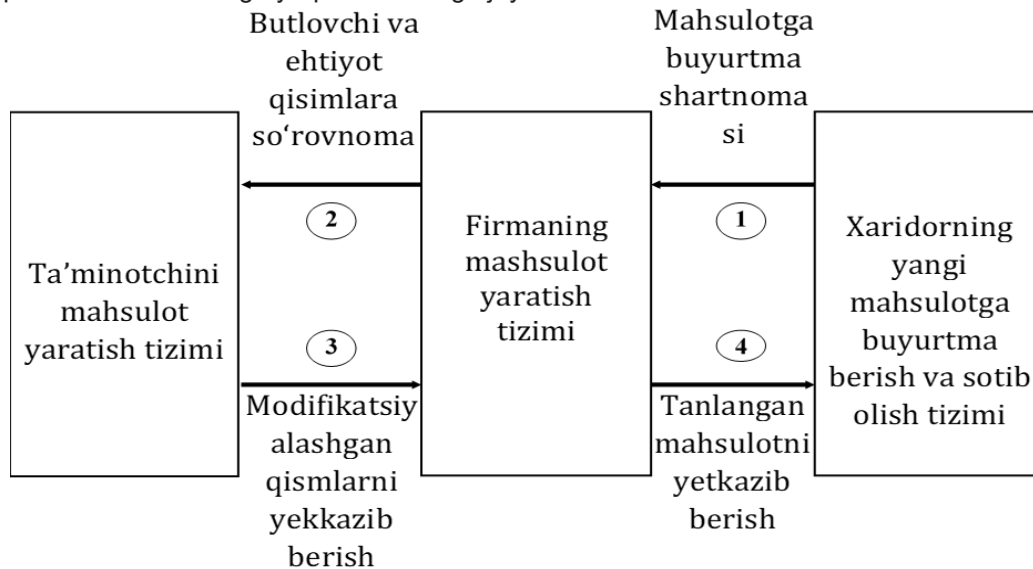 Butlovchi va
ehtiyot
qisimlara
so‘rovnoma
Mahsulotga
buyurtma
shartnoma
si
2
1
Ta’minotchini
mahsulot
yaratish tizimi
Firmaning
mashsulot
yaratish
tizimi
Xaridorning
yangi
mahsulotga
buyurtma
berish va sotib
olish tizimi
3
4
Modifikatsiy
alashgan
qismlarni
yekkazib
berish
Tanlangan
mahsulotni
yetkazib
berish